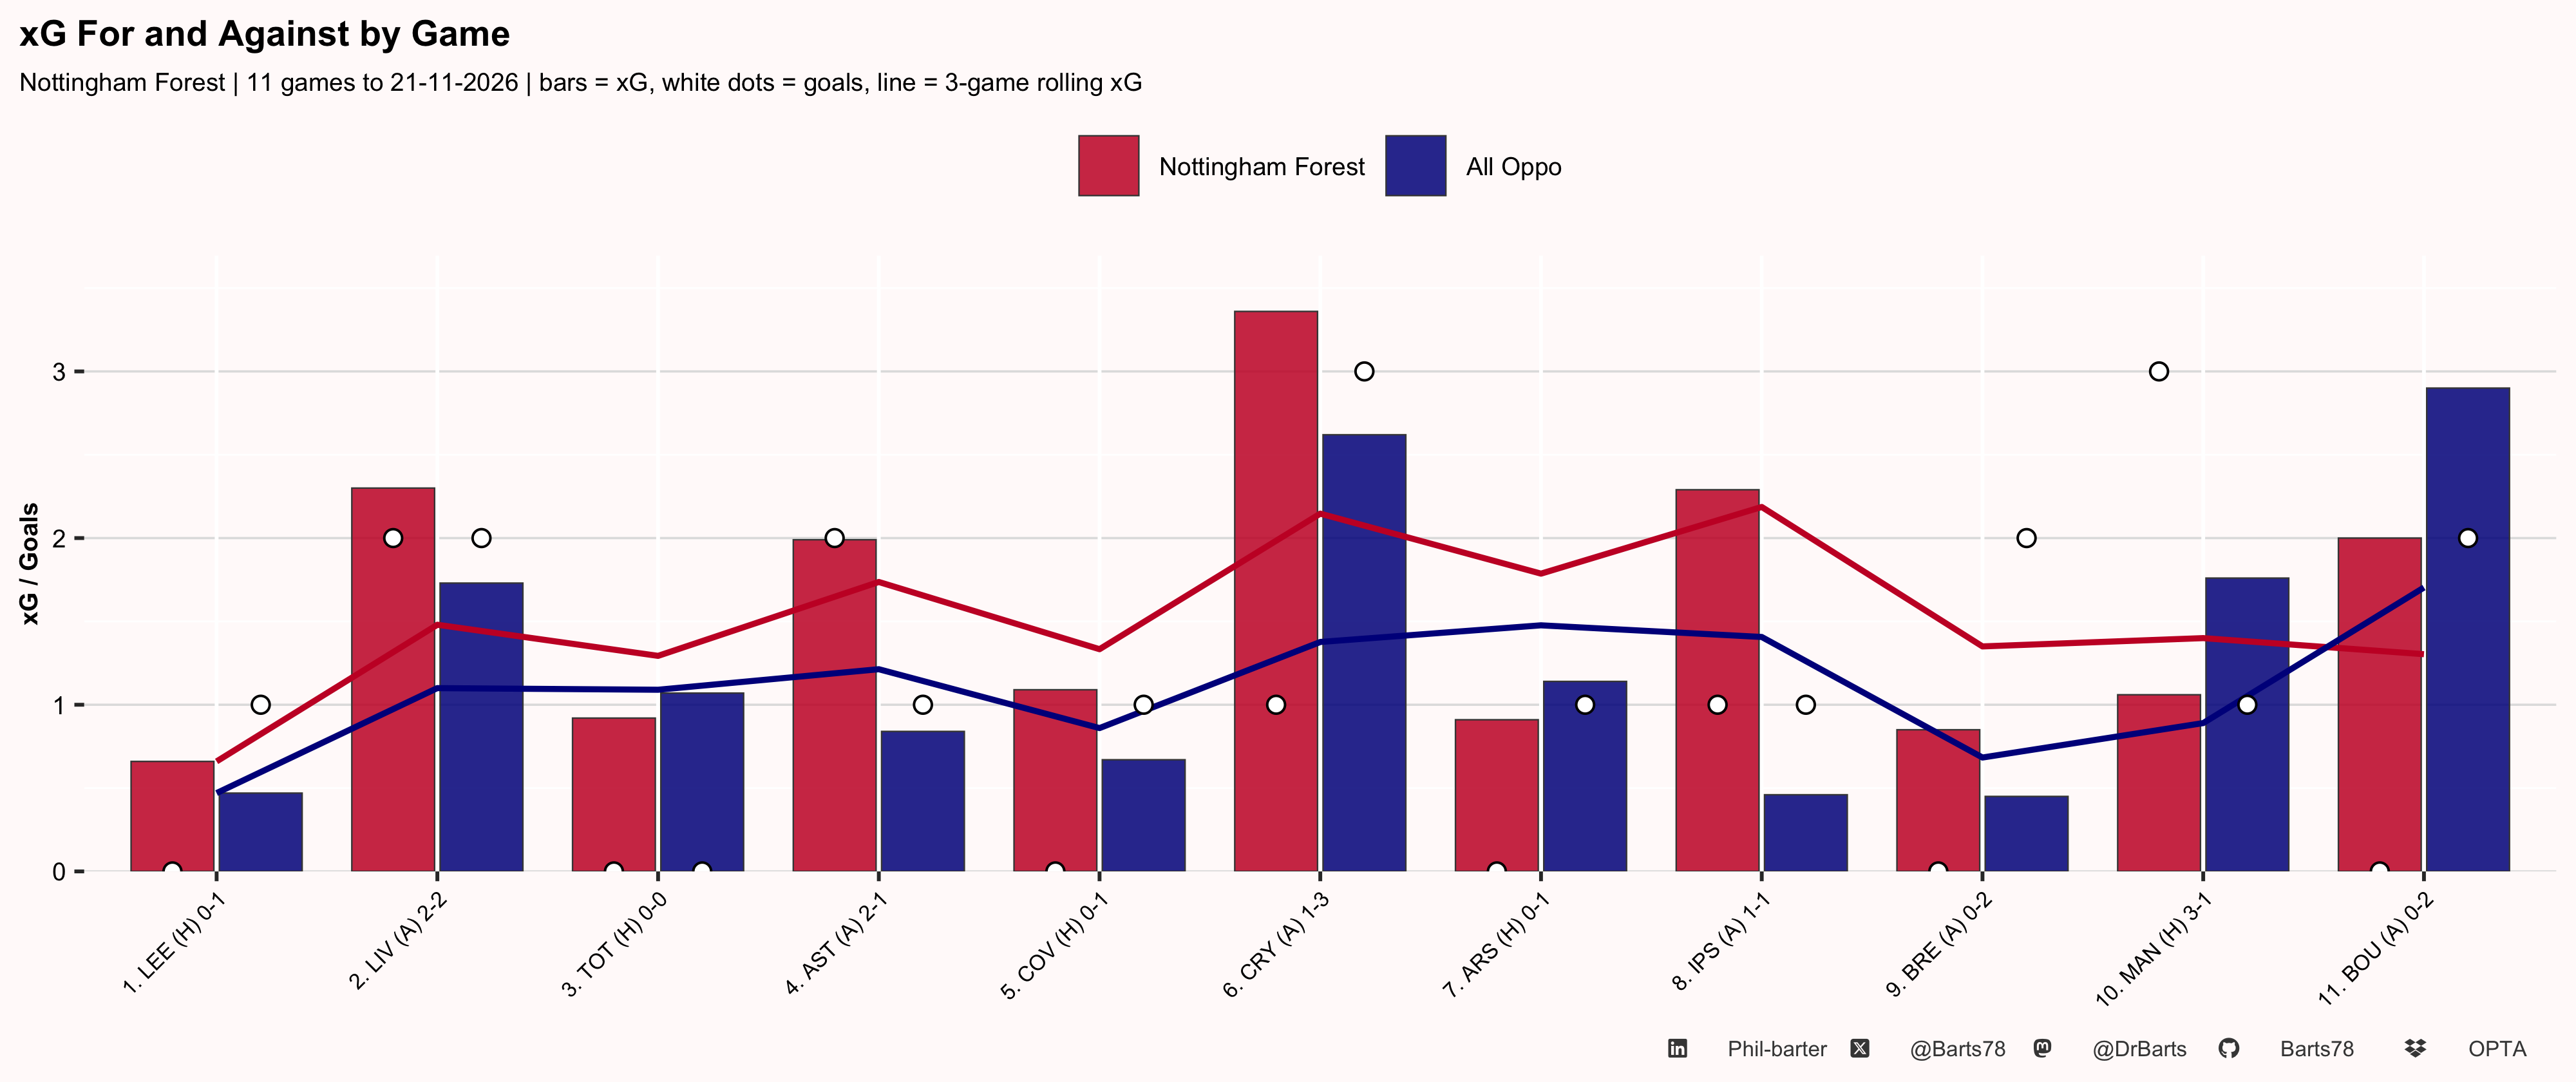 xG For and Against by Game
Nottingham Forest | 11 games to 21-11-2026 | bars = xG, white dots = goals, line = 3-game rolling xG
Nottingham Forest
All Oppo
xG / Goals
3
2
1
0
1. LEE (H) 0-1
2. LIV (A) 2-2
3. TOT (H) 0-0
4. AST (A) 2-1
5. COV (H) 0-1
6. CRY (A) 1-3
7. ARS (H) 0-1
8. IPS (A) 1-1
9. BRE (A) 0-2
10. MAN (H) 3-1
11. BOU (A) 0-2
Phil-barter @Barts78 @DrBarts Barts78 OPTA